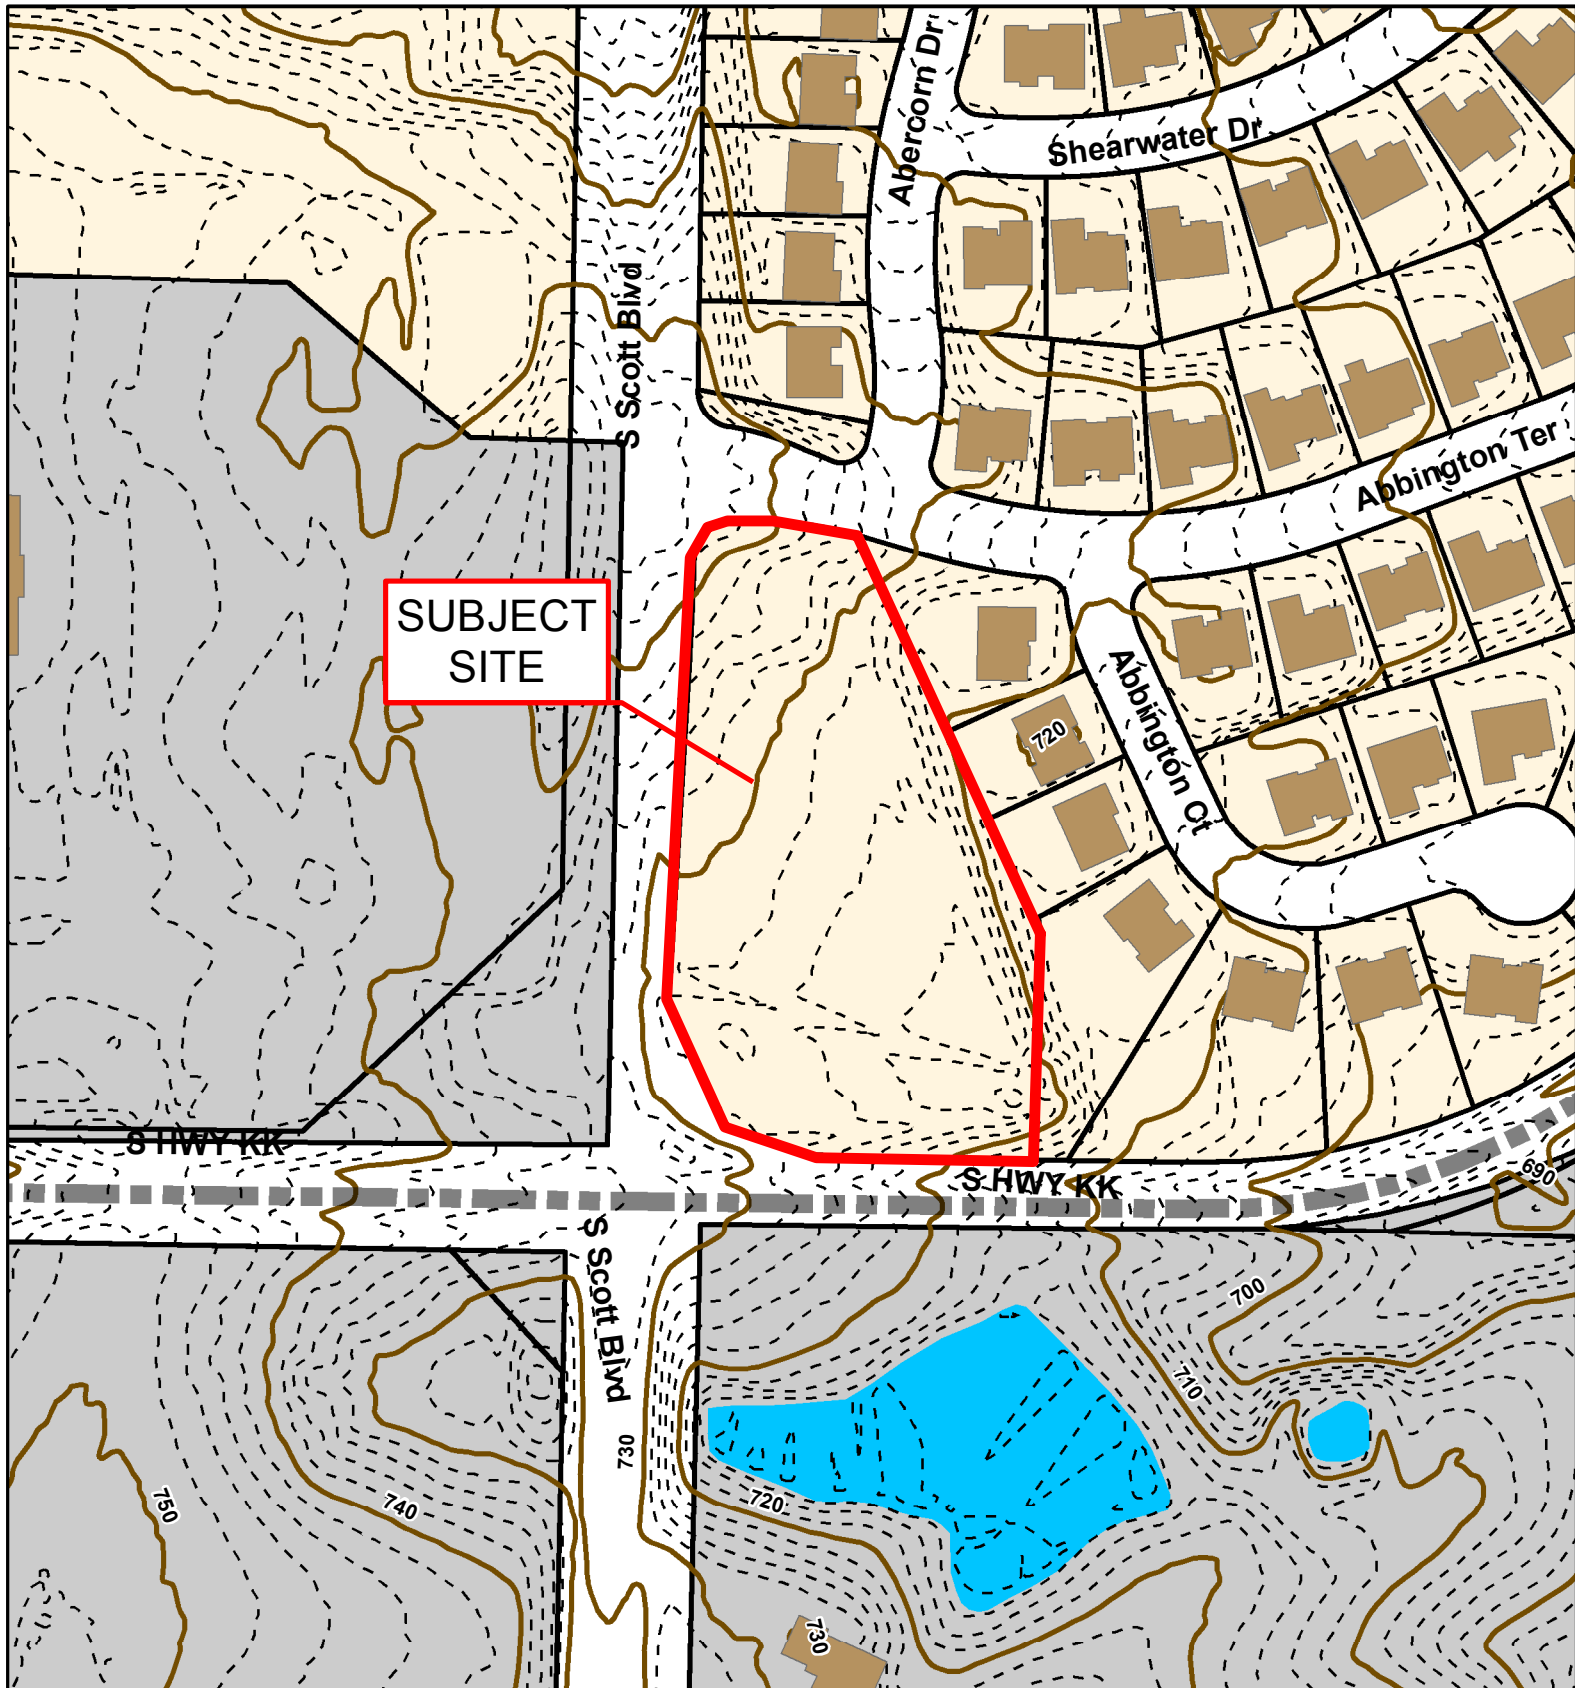 Abercorn Dr
Shearwater Dr
S Scott Blvd
Abbington Ter
SUBJECT
SITE
Abbington Ct
720
S HWY KK
S HWY KK
690
S Scott Blvd
700
710
730
750
740
720
730